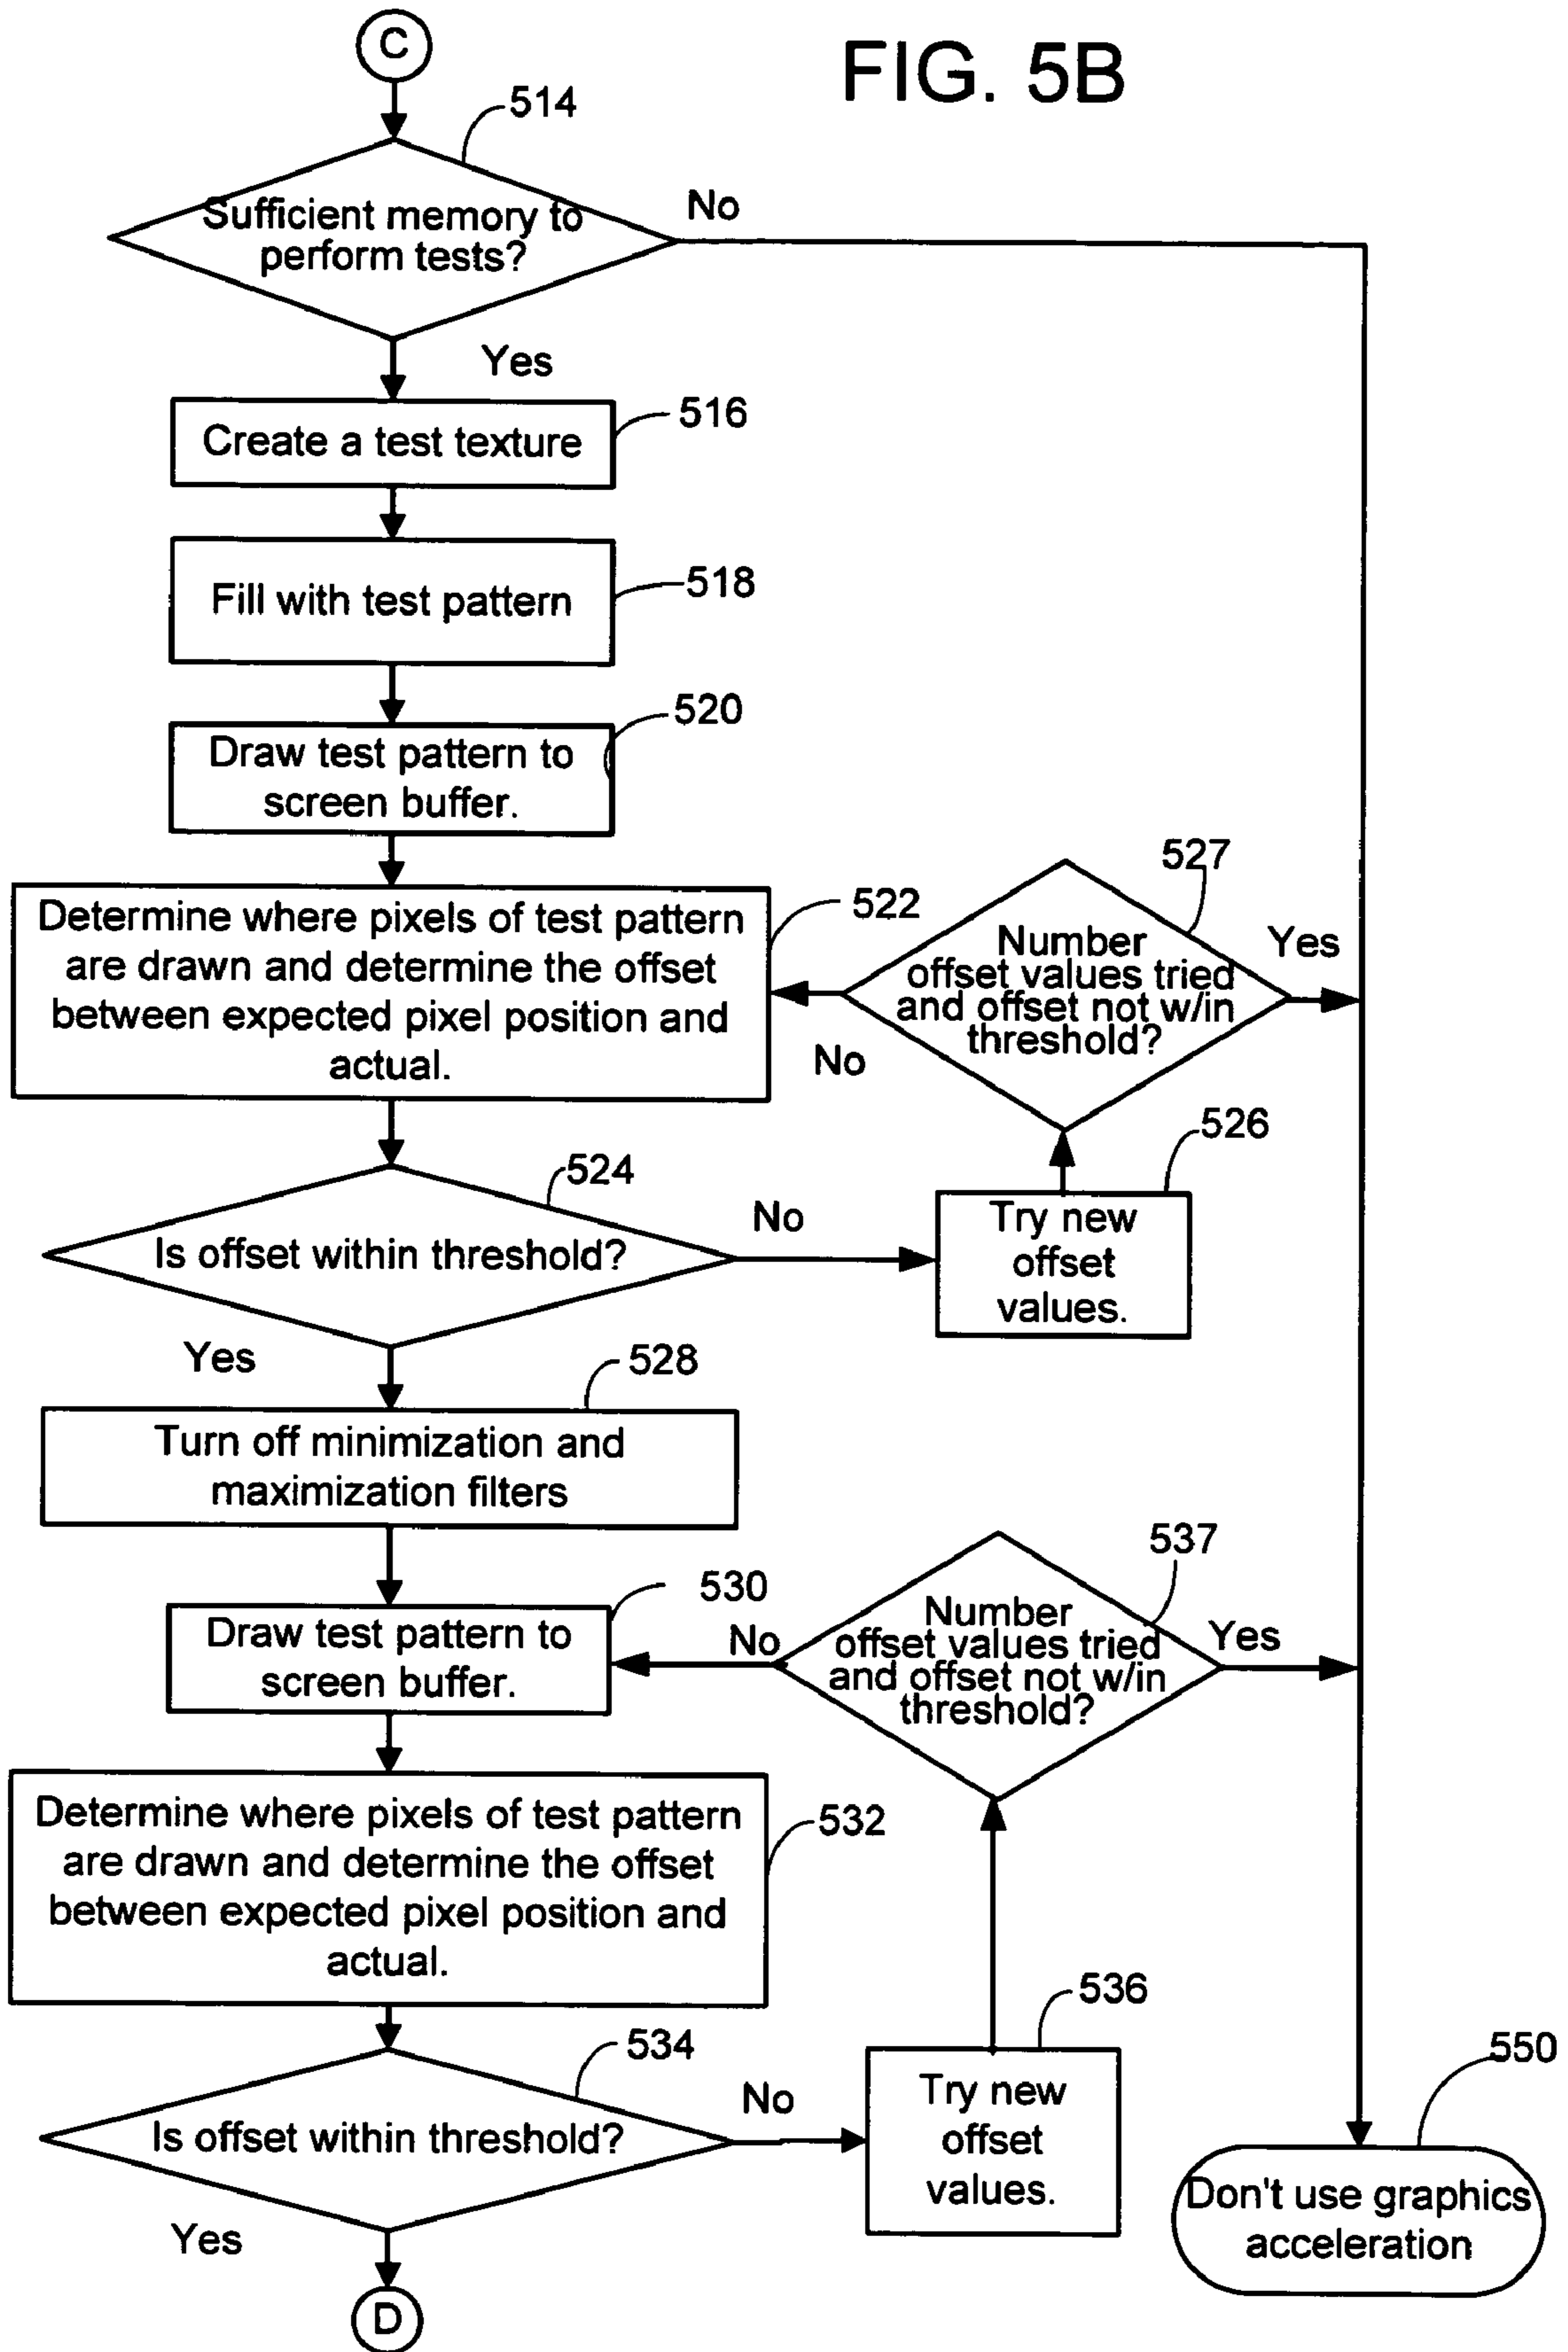 C
FIG. 5B
514
Sufficient memory to
perform tests?
No
Yes
516
Create a test texture
518
Fill with test pattern
520
Draw test pattern to
screen buffer.
522
Determine where pixels of test pattern
are drawn and determine the offset
between expected pixel position and
actual.
527
Number
offset values tried
and offset not w/in
threshold?
Yes
No
524
Is offset within threshold?
No
526
Try new
offset
values.
Yes
528
Turn off minimization and
maximization filters
530
Draw test pattern to
screen buffer.
537
Number
offset values tried
and offset not w/in
threshold?
No
Yes
532
Determine where pixels of test pattern
are drawn and determine the offset
between expected pixel position and
actual.
534
Is offset within threshold?
No
536
Try new
offset
values.
550
Don't use graphics
acceleration
Yes
D